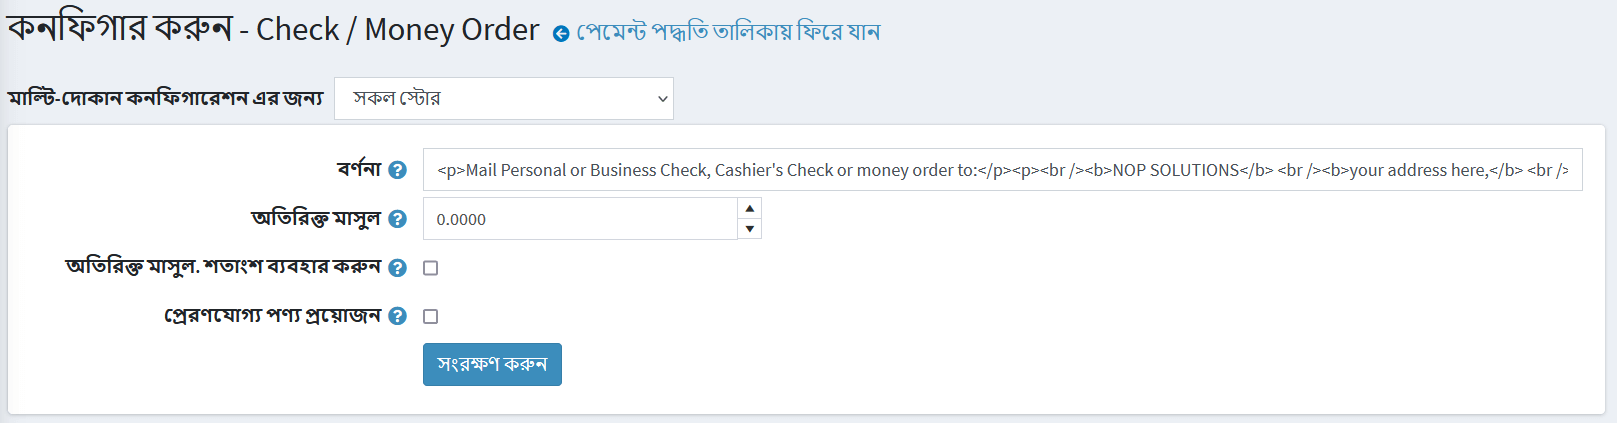 কনফিগার করুন - Check / Money Order পেমেন্ট পদ্ধতি তালিকায় ফিরে যান
মাল্টি-দোকান কনফিগারেশন এর জন্য সকল স্টোর
বর্ণনা <p>Mail Personal or Business Check, Cashier's Check or money order to:</p><p><br /><b>NOP SOLUTIONS</b> <br /><b>your address here,</b> <br />
অতিরিক্ত মাসুল 0.0000
অতিরিক্ত মাসুল. শতাংশ ব্যবহার করুন
প্রেরণযোগ্য পণ্য প্রয়োজন
সংরক্ষণ করুন